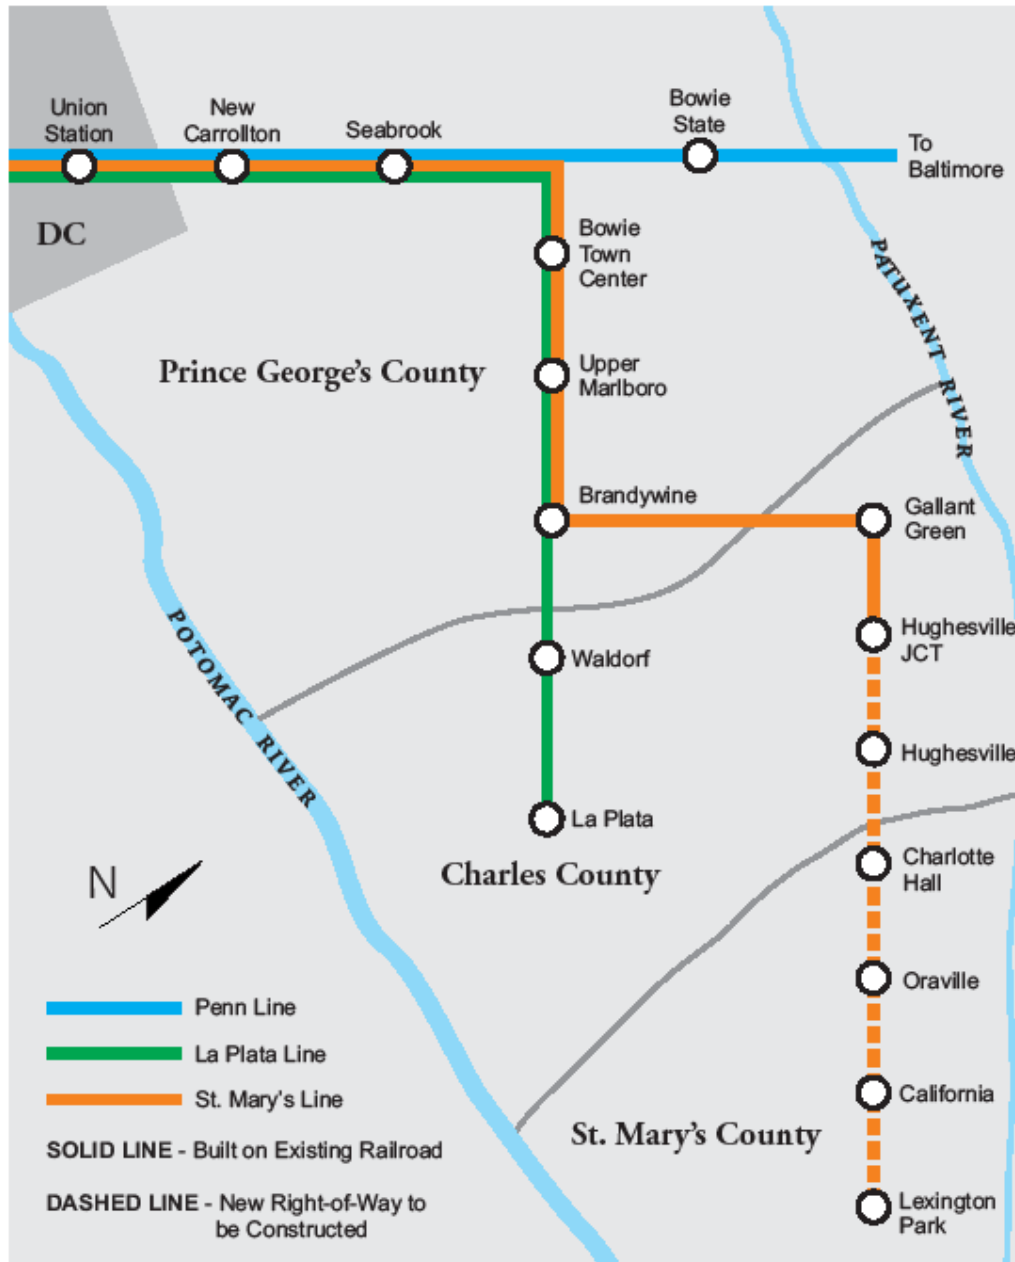 Union
Station
New
Carrollton
Seabrook
Bowie
State
To
Baltimore
DC
Bowie
Town
Center
PATUXENT RIVER
Prince George's County
Upper
Marlboro
Brandywine
Gallant
Green
POTOMAC RIVER
Waldorf
Hughesville
JCT
Hughesville
La Plata
Charles County
Charlotte
Hall
N
Oraville
Penn Line
La Plata Line
St. Mary's Line
California
St. Mary's County
SOLID LINE - Built on Existing Railroad
DASHED LINE - New Right-of-Way to
be Constructed
Lexington
Park